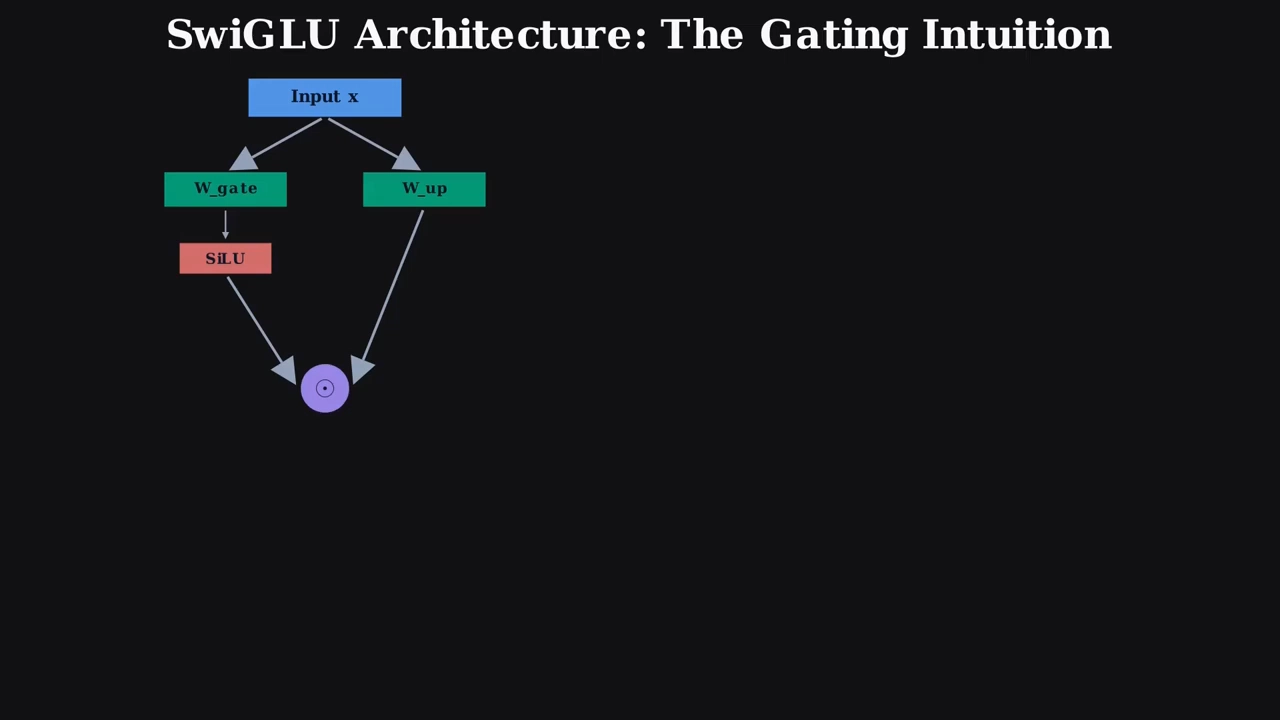 SwiGLU Architecture: The Gating Intuition
Input x
W_gate
W_up
SiLU
⊙